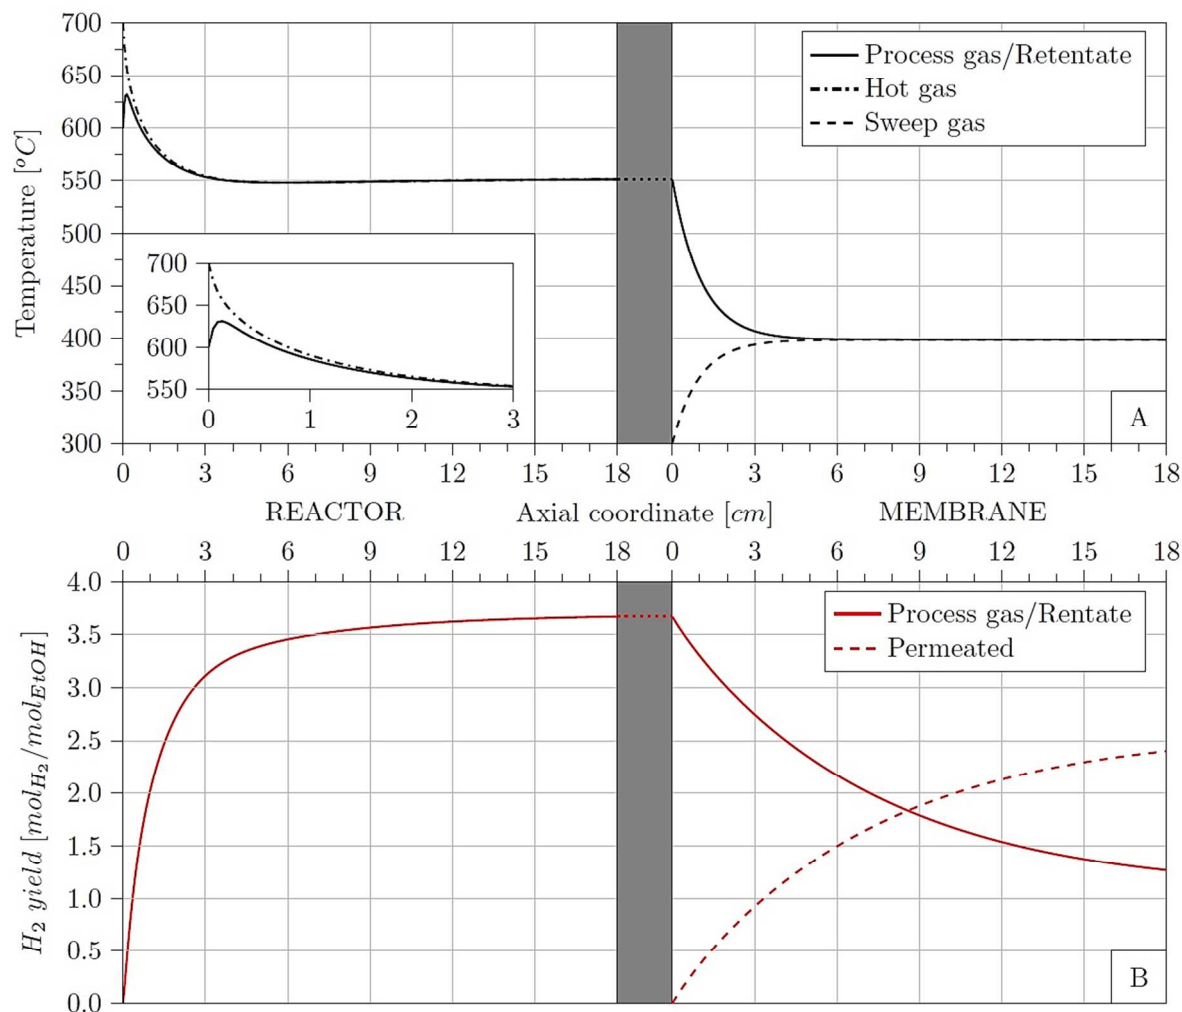 700
650
600
550
500
450
400
350
300
Temperature [°C]
Process gas/Retentate
Hot gas
Sweep gas
700
650
600
550
0 1 2 3
A
0 3 6 9 12 15 18 0 3 6 9 12 15 18
REACTOR Axial coordinate [cm] MEMBRANE
0 3 6 9 12 15 18 0 3 6 9 12 15 18
4.0
3.5
3.0
2.5
2.0
1.5
1.0
0.5
0.0
H₂ yield [mol_H₂/mol_EtOH]
Process gas/Rentate
Permeated
B